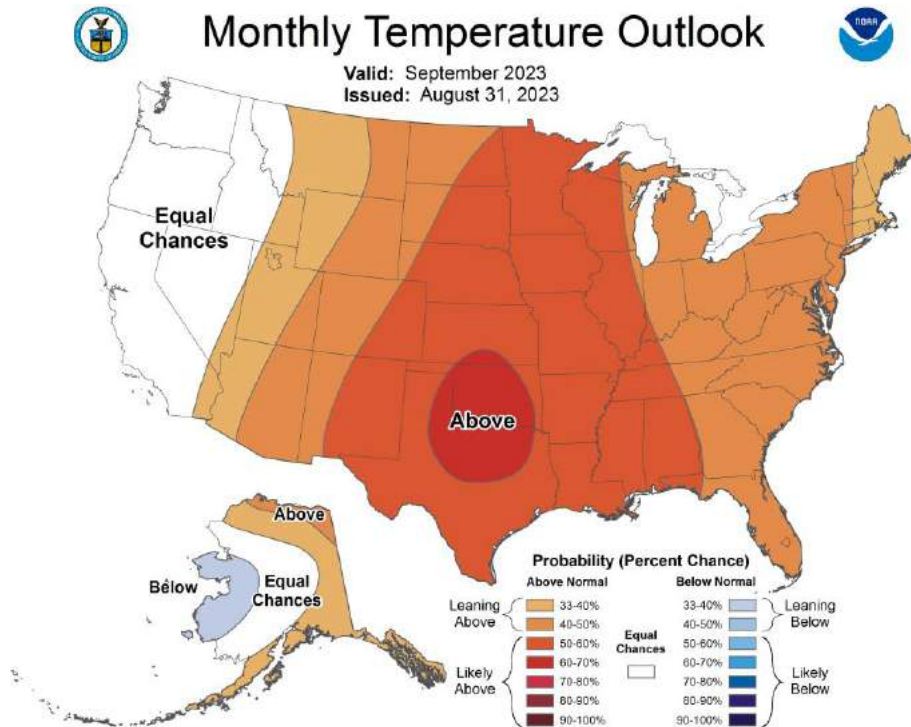 Monthly Temperature Outlook
NOAA
Valid: September 2023
Issued: August 31, 2023
Equal
Chances
Above
Above
Below
Equal
Chances
Probability (Percent Chance)
Above Normal
Below Normal
Leaning
Above
33-40%
40-50%
Likely
Above
50-60%
60-70%
70-80%
80-90%
90-100%
Equal
Chances
33-40%
40-50%
Leaning
Below
50-60%
60-70%
70-80%
80-90%
90-100%
Likely
Below